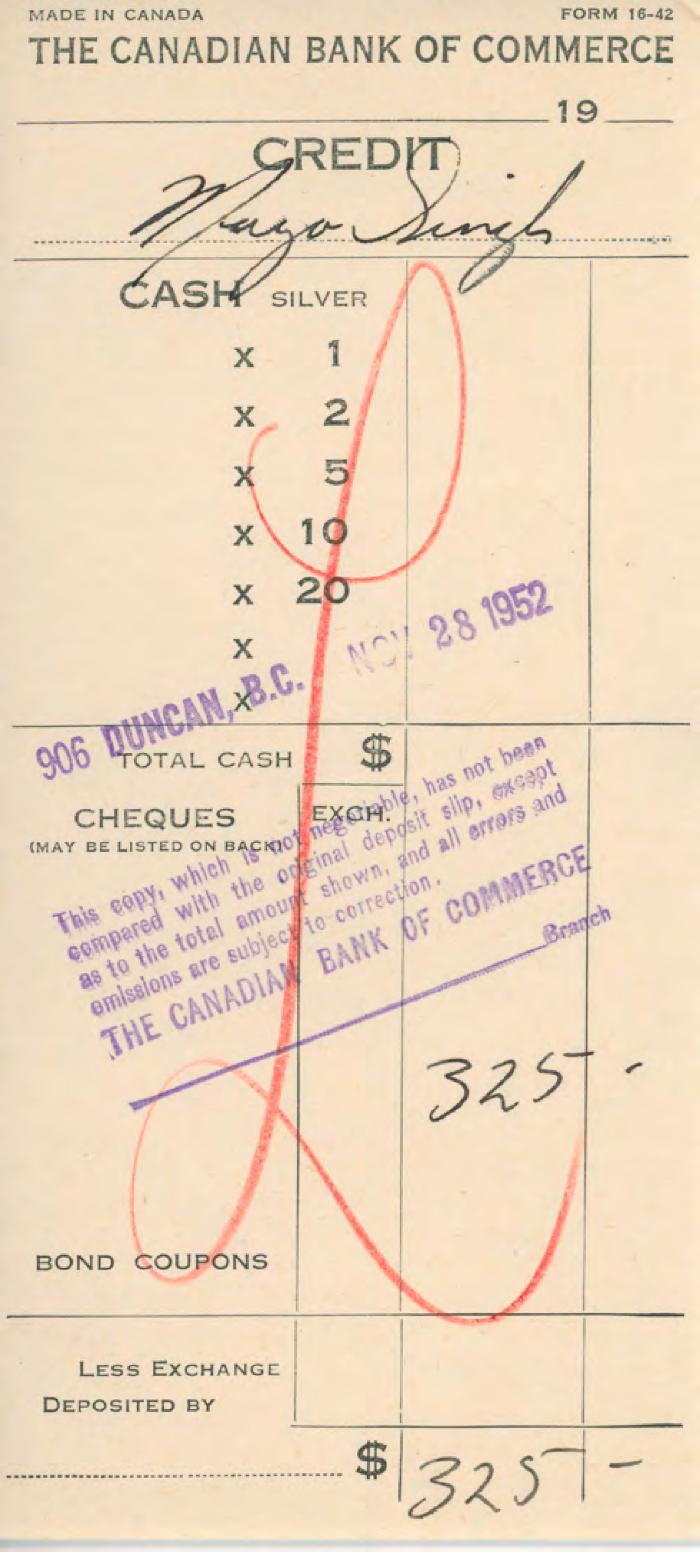 MADE IN CANADA FORM 16-42
THE CANADIAN BANK OF COMMERCE
19
CREDIT
Mayo Singh
CASH SILVER
X 1
X 2
X 5
X 10
X 20
X
X
906 DUNCAN, B.C. NOV 28 1952
TOTAL CASH $
CHEQUES EXCH.
(MAY BE LISTED ON BACK)
This copy, which is not negotiable, has not been
compared with the original deposit slip, except
as to the total amount shown, and all errors and
omissions are subject to correction.
THE CANADIAN BANK OF COMMERCE
Branch
325 -
BOND COUPONS
LESS EXCHANGE
DEPOSITED BY
$ 325 -